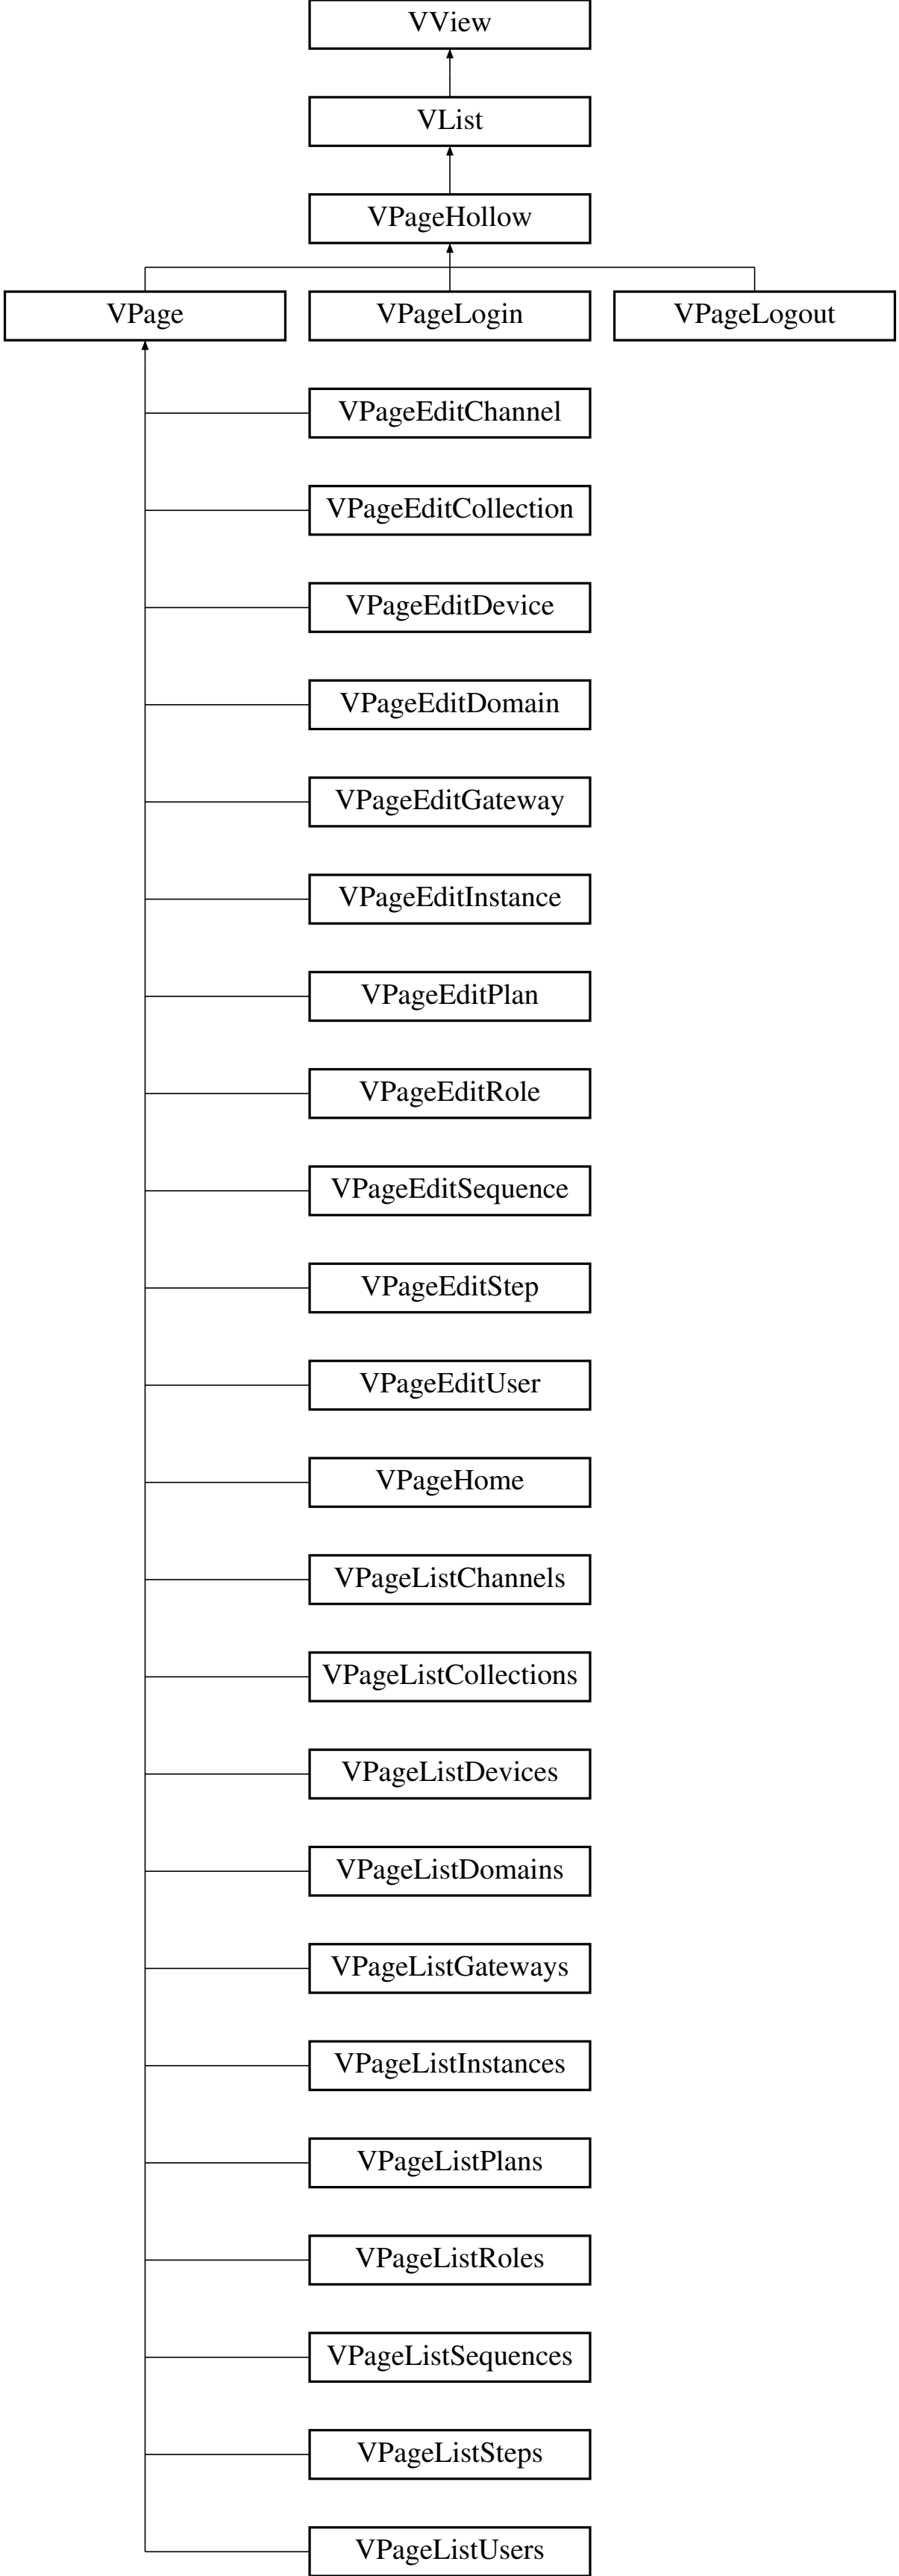 VView
VList
VPageHollow
VPage
VPageLogin
VPageLogout
VPageEditChannel
VPageEditCollection
VPageEditDevice
VPageEditDomain
VPageEditGateway
VPageEditInstance
VPageEditPlan
VPageEditRole
VPageEditSequence
VPageEditStep
VPageEditUser
VPageHome
VPageListChannels
VPageListCollections
VPageListDevices
VPageListDomains
VPageListGateways
VPageListInstances
VPageListPlans
VPageListRoles
VPageListSequences
VPageListSteps
VPageListUsers